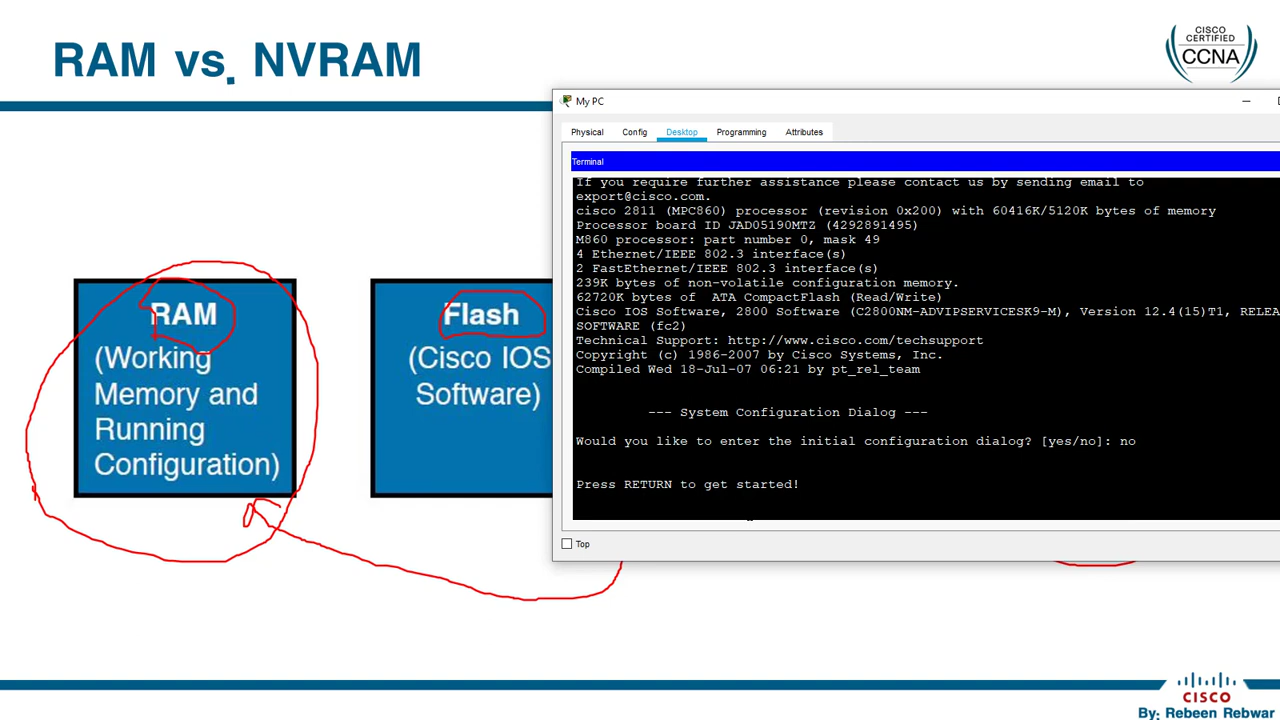 RAM vs. NVRAM
CISCO
CERTIFIED
CCNA
My PC
Physical Config Desktop Programming Attributes
Terminal
If you require further assistance please contact us by sending email to
export@cisco.com.
cisco 2811 (MPC860) processor (revision 0x200) with 60416K/5120K bytes of memory
Processor board ID JAD05190MTZ (4292891495)
M860 processor: part number 0, mask 49
4 Ethernet/IEEE 802.3 interface(s)
2 FastEthernet/IEEE 802.3 interface(s)
239K bytes of non-volatile configuration memory.
62720K bytes of ATA CompactFlash (Read/Write)
Cisco IOS Software, 2800 Software (C2800NM-ADVIPSERVICESK9-M), Version 12.4(15)T1, RELEA
SOFTWARE (fc2)
Technical Support: http://www.cisco.com/techsupport
Copyright (c) 1986-2007 by Cisco Systems, Inc.
Compiled Wed 18-Jul-07 06:21 by pt_rel_team
--- System Configuration Dialog ---
Would you like to enter the initial configuration dialog? [yes/no]: no
Press RETURN to get started!
Top
RAM
(Working
Memory and
Running
Configuration)
Flash
(Cisco IOS
Software)
CISCO
By: Rebeen Rebwar